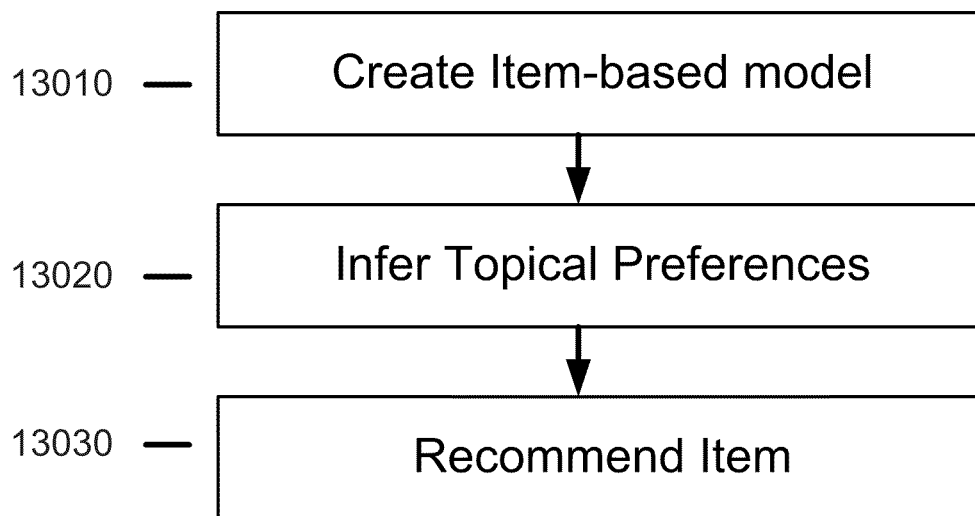 13010 Create Item-based model
13020 Infer Topical Preferences
13030 Recommend Item